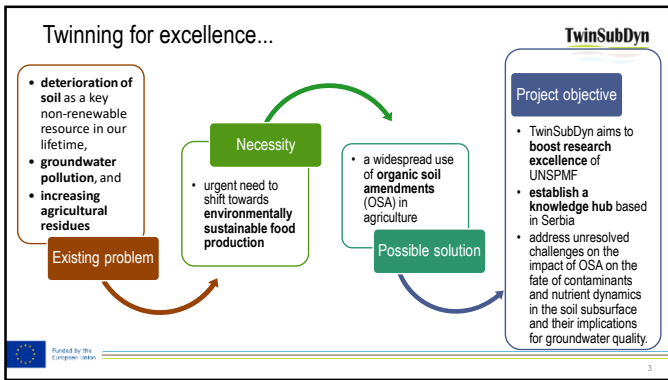 Twinning for excellence...
TwinSubDyn
• deterioration of
soil as a key
non-renewable
resource in our
lifetime,
• groundwater
pollution, and
• increasing
agricultural
residues
Existing problem
Necessity
• urgent need to
shift towards
environmentally
sustainable food
production
• a widespread use
of organic soil
amendments
(OSA) in
agriculture
Possible solution
Project objective
• TwinSubDyn aims to
boost research
excellence of
UNSPMF
• establish a
knowledge hub based
in Serbia
• address unresolved
challenges on the
impact of OSA on the
fate of contaminants
and nutrient dynamics
in the soil subsurface
and their implications
for groundwater quality.
Funded by the
European Union
3